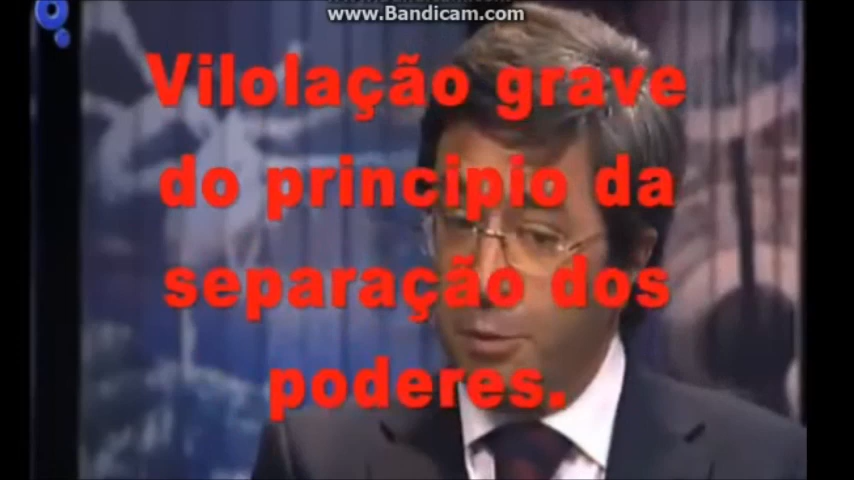 www.Bandicam.com
Vilolação grave
do principio da
separação dos
poderes.